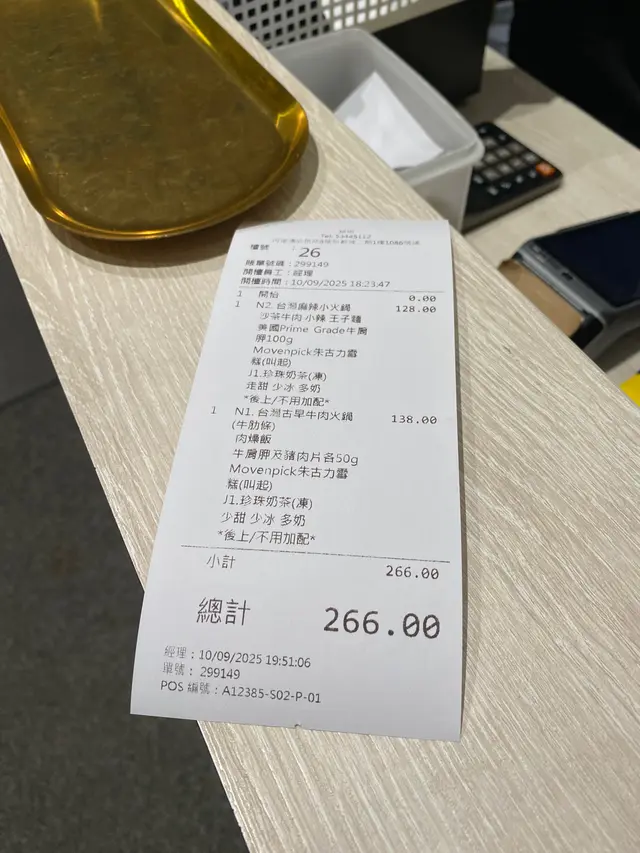 Tel: 53449112
檯號 26
賬單號碼：299149
開檯員工：經理
開檯時間：10/09/2025 18:23:47
1 開始 0.00
1 N2. 台灣麻辣小火鍋 128.00
沙茶牛肉 小辣 王子麵
美國Prime Grade牛肩
胛100g
Movenpick朱古力雪
糕(叫起)
J1.珍珠奶茶(凍)
走甜 少冰 多奶
*後上/不用加配*
1 N1. 台灣古早牛肉火鍋 138.00
(牛肋條)
肉燥飯
牛肩胛及豬肉片各50g
Movenpick朱古力雪
糕(叫起)
J1.珍珠奶茶(凍)
少甜 少冰 多奶
*後上/不用加配*
小計 266.00
總計 266.00
經理：10/09/2025 19:51:06
單號： 299149
POS 編號：A12385-S02-P-01